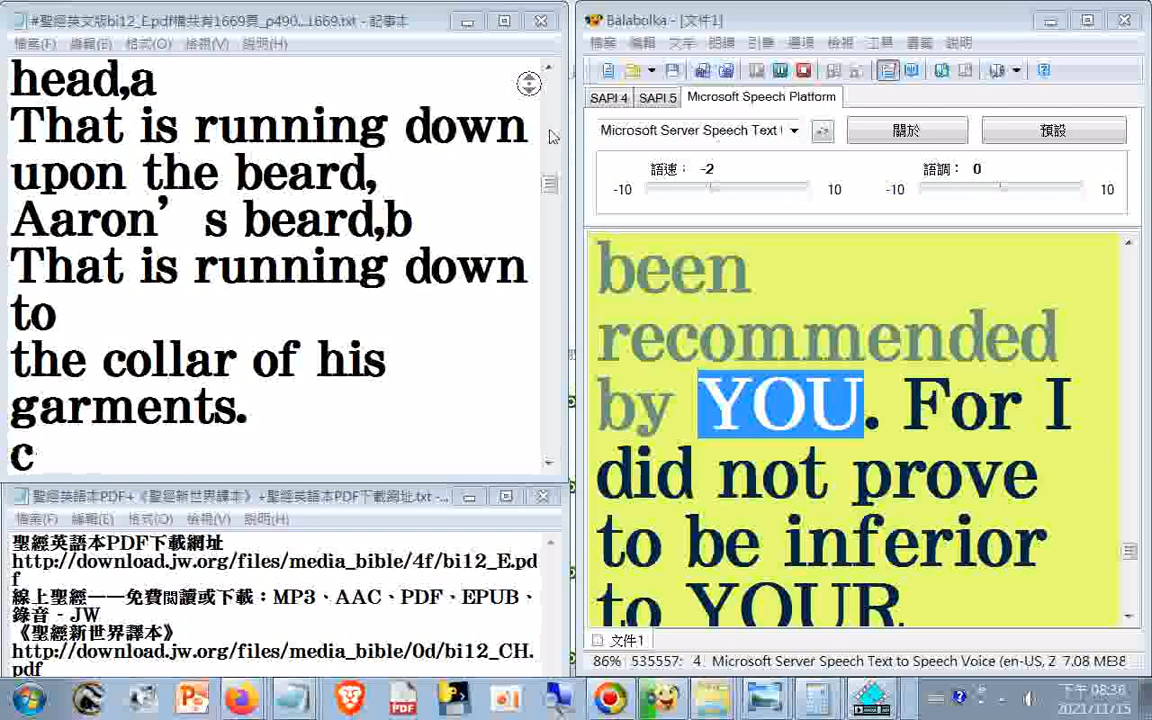 #聖經英文版bi12_E.pdf檔共有1669頁_p490...1669.txt - 記事本
檔案(F) 編輯(E) 格式(O) 檢視(V) 說明(H)
head,a
That is running down
upon the beard,
Aaron’s beard,b
That is running down
to
the collar of his
garments.
c
聖經英語本PDF+《聖經新世界譯本》+聖經英語本PDF下載網址.txt -...
檔案(F) 編輯(E) 格式(O) 檢視(V) 說明(H)
聖經英語本PDF下載網址
http://download.jw.org/files/media_bible/4f/bi12_E.pd
f
線上聖經——免費閱讀或下載：MP3、AAC、PDF、EPUB、
錄音 - JW
《聖經新世界譯本》
http://download.jw.org/files/media_bible/0d/bi12_CH.
pdf
Balabolka - [文件1]
檔案 編輯 文字 朗讀 引擎 選項 檢視 工具 書籤 說明
SAPI 4 SAPI 5 Microsoft Speech Platform
Microsoft Server Speech Text 關於 預設
語速： -2 語調： 0
-10 10 -10 10
been
recommended
by YOU. For I
did not prove
to be inferior
to YOUR
文件1
86% 535557: 4 Microsoft Server Speech Text to Speech Voice (en-US, Z 7.08 MB
PDF
下午 08:36
2021/11/15